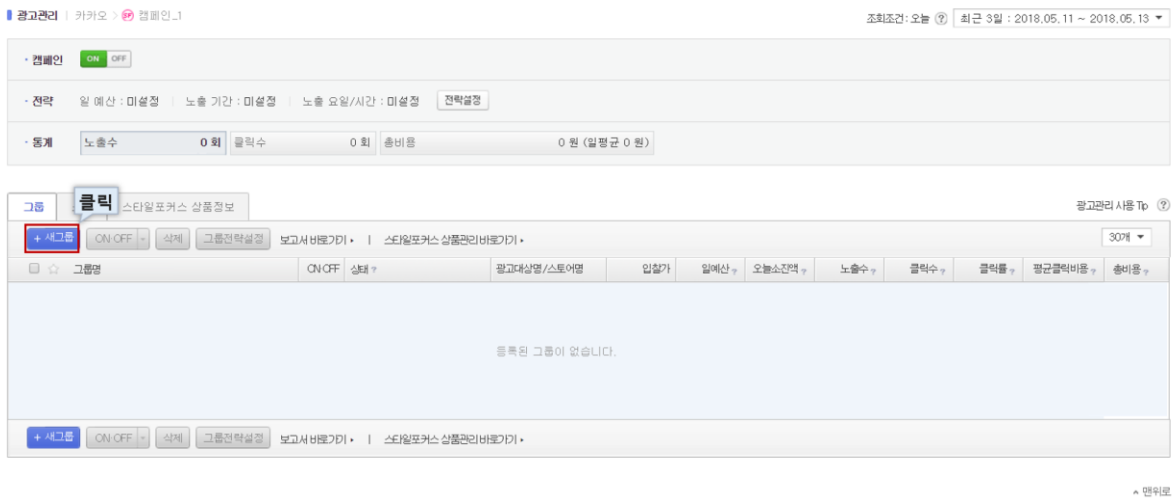 광고관리 | 카카오 > SF 캠페인_1
조회조건: 오늘 ? 최근 3일 : 2018.05.11 ~ 2018.05.13
· 캠페인 ON OFF
· 전략 일 예산 : 미설정 | 노출 기간 : 미설정 | 노출 요일/시간 : 미설정 전략설정
· 통계 노출수 0 회 클릭수 0 회 총비용 0 원 (일평균 0 원)
그룹 클릭 스타일포커스 상품정보 광고관리 사용 Tip ?
+ 새그룹 ON·OFF 삭제 그룹전략설정 보고서 바로가기 | 스타일포커스 상품관리 바로가기 30개
그룹명 ON·OFF 상태 ? 광고대상명/스토어명 입찰가 일예산 ? 오늘소진액 ? 노출수 ? 클릭수 ? 클릭률 ? 평균클릭비용 ? 총비용 ?
등록된 그룹이 없습니다.
+ 새그룹 ON·OFF 삭제 그룹전략설정 보고서 바로가기 | 스타일포커스 상품관리 바로가기
맨위로